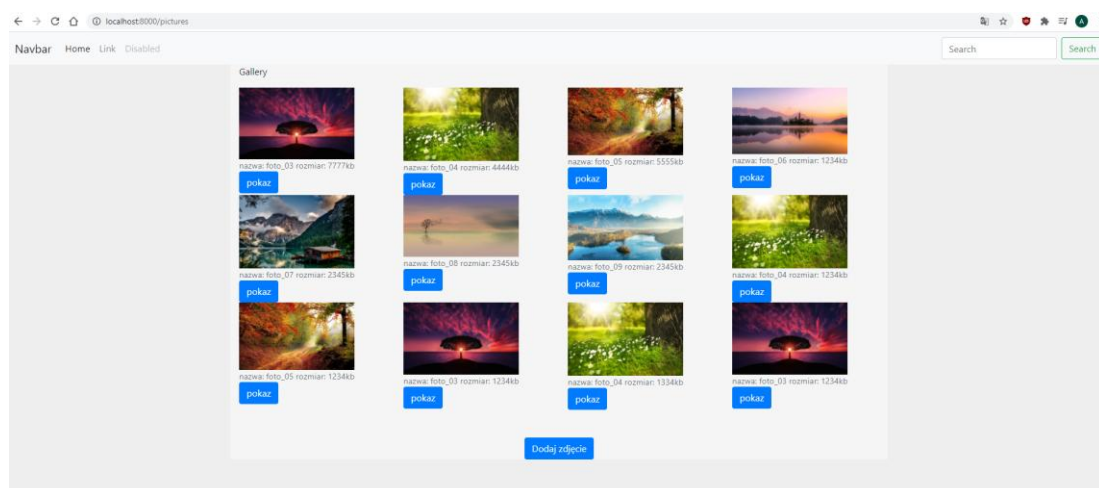 localhost:8000/pictures
A
Navbar Home Link Disabled Search Search
Gallery
nazwa: foto_03 rozmiar: 7777kb nazwa: foto_04 rozmiar: 4444kb nazwa: foto_05 rozmiar: 5555kb nazwa: foto_06 rozmiar: 1234kb
pokaz pokaz pokaz pokaz
nazwa: foto_07 rozmiar: 2345kb nazwa: foto_08 rozmiar: 2345kb nazwa: foto_09 rozmiar: 2345kb nazwa: foto_04 rozmiar: 1234kb
pokaz pokaz pokaz pokaz
nazwa: foto_05 rozmiar: 1234kb nazwa: foto_03 rozmiar: 1234kb nazwa: foto_04 rozmiar: 1334kb nazwa: foto_03 rozmiar: 1234kb
pokaz pokaz pokaz pokaz
Dodaj zdjęcie